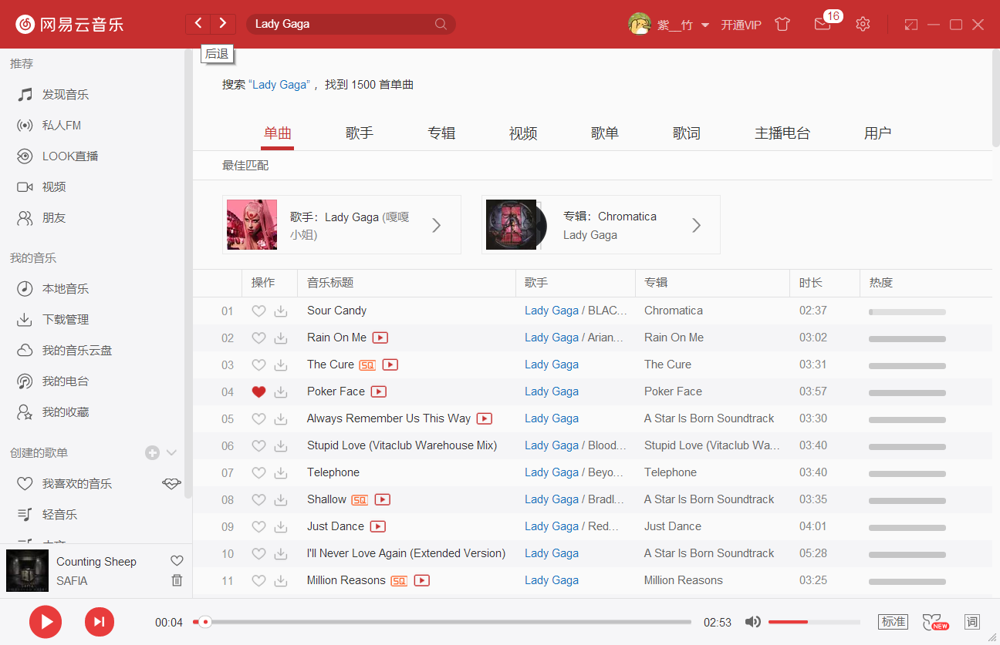 网易云音乐
Lady Gaga
紫__竹
开通VIP
16
后退
推荐
发现音乐
私人FM
LOOK直播
视频
朋友
我的音乐
本地音乐
下载管理
我的音乐云盘
我的电台
我的收藏
创建的歌单
我喜欢的音乐
轻音乐
搜索 “Lady Gaga” ，找到 1500 首单曲
单曲 歌手 专辑 视频 歌单 歌词 主播电台 用户
最佳匹配
歌手：Lady Gaga (嘎嘎
小姐)
专辑：Chromatica
Lady Gaga
操作 音乐标题 歌手 专辑 时长 热度
01 Sour Candy Lady Gaga / BLAC... Chromatica 02:37
02 Rain On Me Lady Gaga / Arian... Rain On Me 03:02
03 The Cure SQ Lady Gaga The Cure 03:31
04 Poker Face Lady Gaga Poker Face 03:57
05 Always Remember Us This Way Lady Gaga A Star Is Born Soundtrack 03:30
06 Stupid Love (Vitaclub Warehouse Mix) Lady Gaga / Blood... Stupid Love (Vitaclub Wa... 03:40
07 Telephone Lady Gaga / Beyo... Telephone 03:40
08 Shallow SQ Lady Gaga / Bradl... A Star Is Born Soundtrack 03:35
09 Just Dance Lady Gaga / Red... Just Dance 04:01
10 I'll Never Love Again (Extended Version) Lady Gaga A Star Is Born Soundtrack 05:28
11 Million Reasons SQ Lady Gaga Million Reasons 03:25
Counting Sheep
SAFIA
00:04
02:53
标准
NEW
词